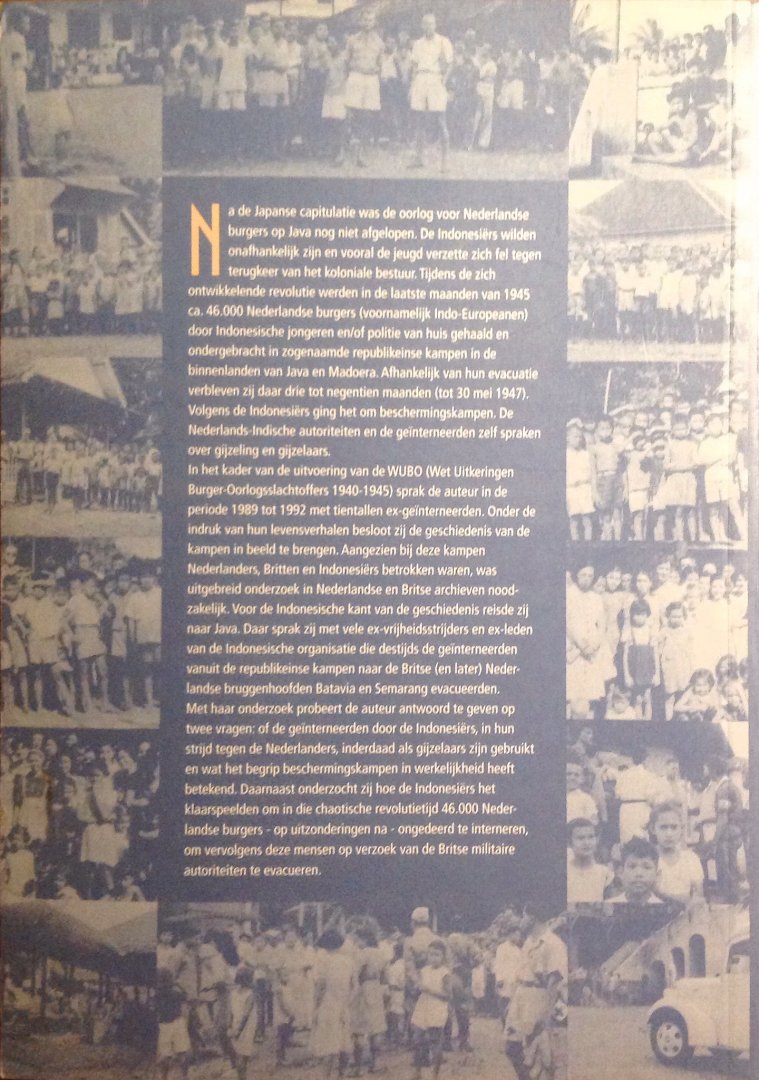 Na de Japanse capitulatie was de oorlog voor Nederlandse
burgers op Java nog niet afgelopen. De Indonesiërs wilden
onafhankelijk zijn en vooral de jeugd verzette zich fel tegen
terugkeer van het koloniale bestuur. Tijdens de zich
ontwikkelende revolutie werden in de laatste maanden van 1945
ca. 46.000 Nederlandse burgers (voornamelijk Indo-Europeanen)
door Indonesische jongeren en/of politie van huis gehaald en
ondergebracht in zogenaamde republikeinse kampen in de
binnenlanden van Java en Madoera. Afhankelijk van hun evacuatie
verbleven zij daar drie tot negentien maanden (tot 30 mei 1947).
Volgens de Indonesiërs ging het om beschermingskampen. De
Nederlands-Indische autoriteiten en de geïnterneerden zelf spraken
over gijzeling en gijzelaars.
In het kader van de uitvoering van de WUBO (Wet Uitkeringen
Burger-Oorlogsslachtoffers 1940-1945) sprak de auteur in de
periode 1989 tot 1992 met tientallen ex-geïnterneerden. Onder de
indruk van hun levensverhalen besloot zij de geschiedenis van de
kampen in beeld te brengen. Aangezien bij deze kampen
Nederlanders, Britten en Indonesiërs betrokken waren, was
uitgebreid onderzoek in Nederlandse en Britse archieven nood-
zakelijk. Voor de Indonesische kant van de geschiedenis reisde zij
naar Java. Daar sprak zij met vele ex-vrijheidsstrijders en ex-leden
van de Indonesische organisatie die destijds de geïnterneerden
vanuit de republikeinse kampen naar de Britse (en later) Neder-
landse bruggenhoofden Batavia en Semarang evacueerden.
Met haar onderzoek probeert de auteur antwoord te geven op
twee vragen: of de geïnterneerden door de Indonesiërs, in hun
strijd tegen de Nederlanders, inderdaad als gijzelaars zijn gebruikt
en wat het begrip beschermingskampen in werkelijkheid heeft
betekend. Daarnaast onderzocht zij hoe de Indonesiërs het
klaarspeelden om in die chaotische revolutietijd 46.000 Neder-
landse burgers - op uitzonderingen na - ongedeerd te interneren,
om vervolgens deze mensen op verzoek van de Britse militaire
autoriteiten te evacueren.